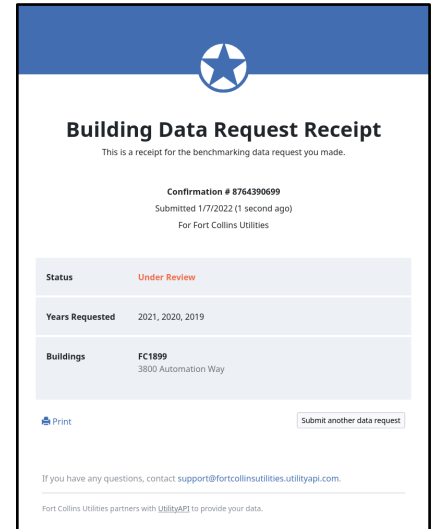 Building Data Request Receipt
This is a receipt for the benchmarking data request you made.
Confirmation # 8764390699
Submitted 1/7/2022 (1 second ago)
For Fort Collins Utilities
Status Under Review
Years Requested 2021, 2020, 2019
Buildings FC1899
3800 Automation Way
Print Submit another data request
If you have any questions, contact support@fortcollinsutilities.utilityapi.com.
Fort Collins Utilities partners with UtilityAPI to provide your data.